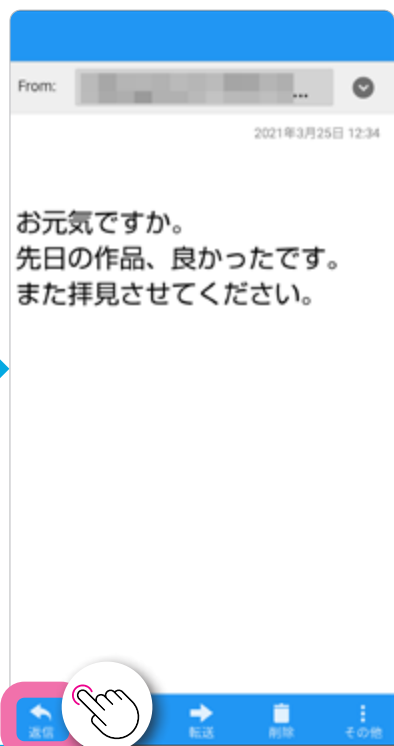 From:
...
2021年3月25日 12:34
お元気ですか。
先日の作品、良かったです。
また拝見させてください。
返信
転送
削除
その他